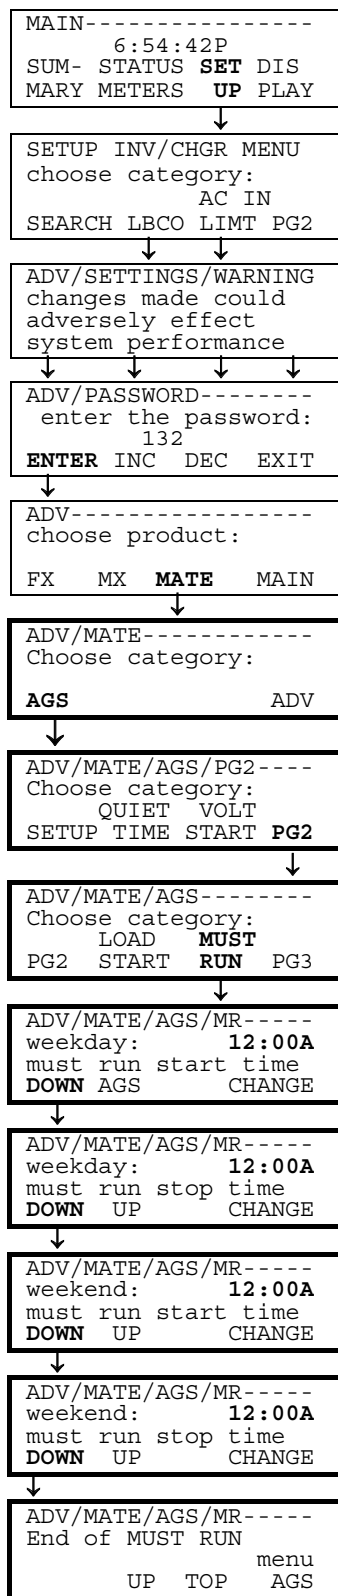 MAIN----------------
6:54:42P
SUM- STATUS SET DIS
MARY METERS UP PLAY
SETUP INV/CHGR MENU
choose category:
AC IN
SEARCH LBCO LIMT PG2
ADV/SETTINGS/WARNING
changes made could
adversely effect
system performance
ADV/PASSWORD--------
enter the password:
132
ENTER INC DEC EXIT
ADV-----------------
choose product:
FX MX MATE MAIN
ADV/MATE------------
Choose category:
AGS ADV
ADV/MATE/AGS/PG2----
Choose category:
QUIET VOLT
SETUP TIME START PG2
ADV/MATE/AGS--------
Choose category:
LOAD MUST
PG2 START RUN PG3
ADV/MATE/AGS/MR-----
weekday: 12:00A
must run start time
DOWN AGS CHANGE
ADV/MATE/AGS/MR-----
weekday: 12:00A
must run stop time
DOWN UP CHANGE
ADV/MATE/AGS/MR-----
weekend: 12:00A
must run start time
DOWN UP CHANGE
ADV/MATE/AGS/MR-----
weekend: 12:00A
must run stop time
DOWN UP CHANGE
ADV/MATE/AGS/MR-----
End of MUST RUN
menu
UP TOP AGS